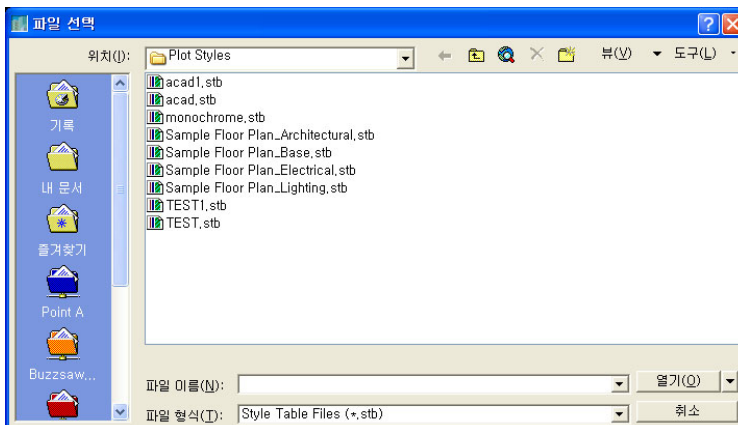 파일 선택
위치(I):
Plot Styles
뷰(V)
도구(L)
기록
내 문서
즐겨찾기
Point A
Buzzsaw...
acad1.stb
acad.stb
monochrome.stb
Sample Floor Plan_Architectural.stb
Sample Floor Plan_Base.stb
Sample Floor Plan_Electrical.stb
Sample Floor Plan_Lighting.stb
TEST1.stb
TEST.stb
파일 이름(N):
열기(O)
파일 형식(T):
Style Table Files (*.stb)
취소